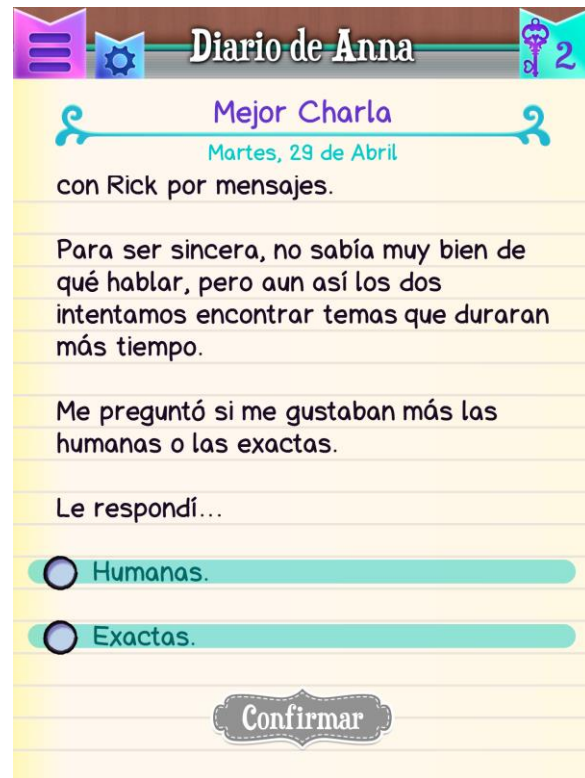 Diario de Anna
2
Mejor Charla
Martes, 29 de Abril
con Rick por mensajes.
Para ser sincera, no sabía muy bien de
qué hablar, pero aun así los dos
intentamos encontrar temas que duraran
más tiempo.
Me preguntó si me gustaban más las
humanas o las exactas.
Le respondí...
Humanas.
Exactas.
Confirmar